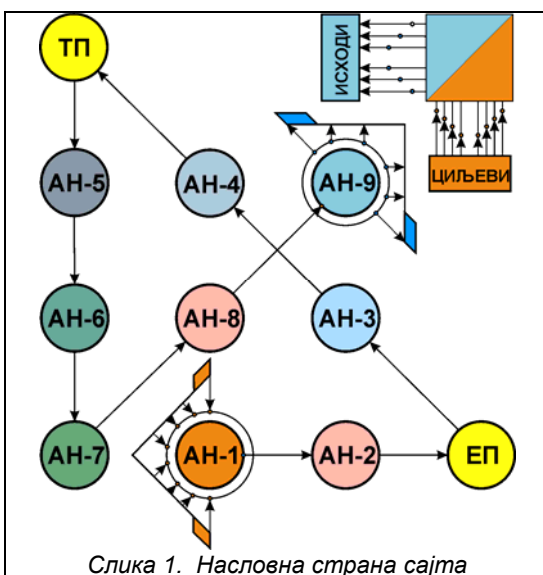 ТП
ИСХОДИ
ЦИЉЕВИ
АН-5
АН-4
АН-9
АН-6
АН-8
АН-3
АН-7
АН-1
АН-2
ЕП
Слика 1. Насловна страна сајта